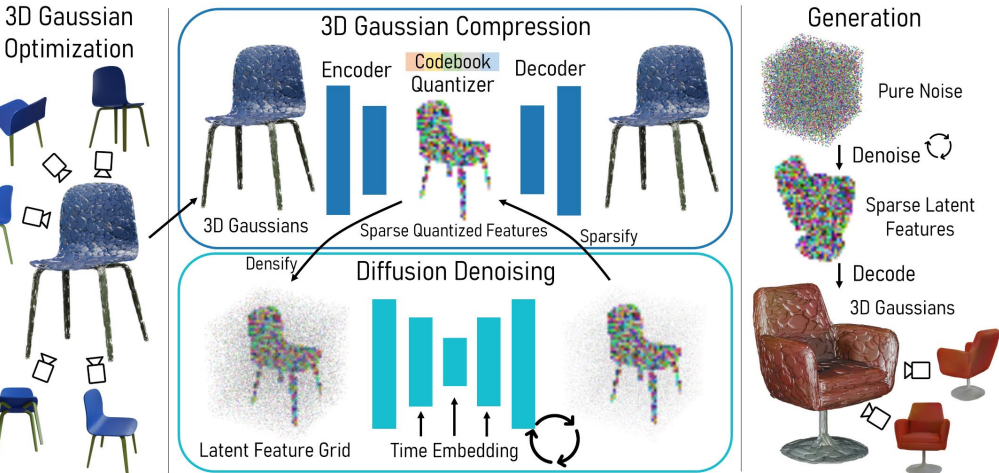 3D Gaussian
Optimization
3D Gaussian Compression
Encoder
Codebook
Quantizer
Decoder
3D Gaussians
Sparse Quantized Features
Densify
Sparsify
Diffusion Denoising
Latent Feature Grid
Time Embedding
Generation
Pure Noise
Denoise
Sparse Latent
Features
Decode
3D Gaussians